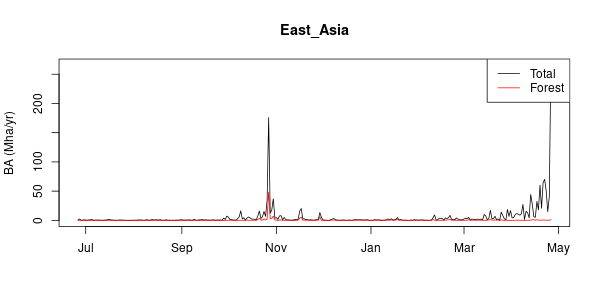 East_Asia
BA (Mha/yr)
200
100
50
0
Total
Forest
Jul Sep Nov Jan Mar May